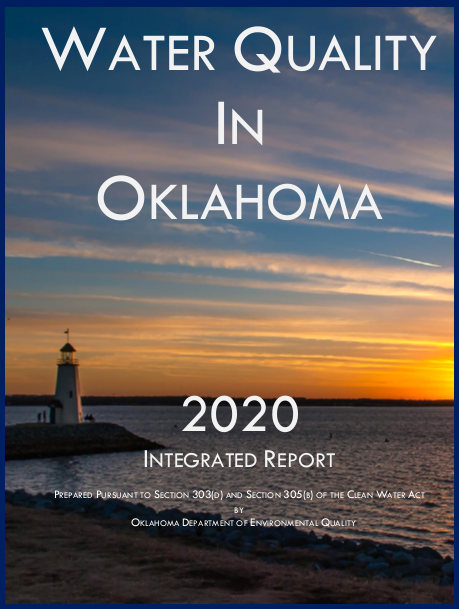 WATER QUALITY
IN
OKLAHOMA
2020
INTEGRATED REPORT
PREPARED PURSUANT TO SECTION 303(D) AND SECTION 305(B) OF THE CLEAN WATER ACT
BY
OKLAHOMA DEPARTMENT OF ENVIRONMENTAL QUALITY